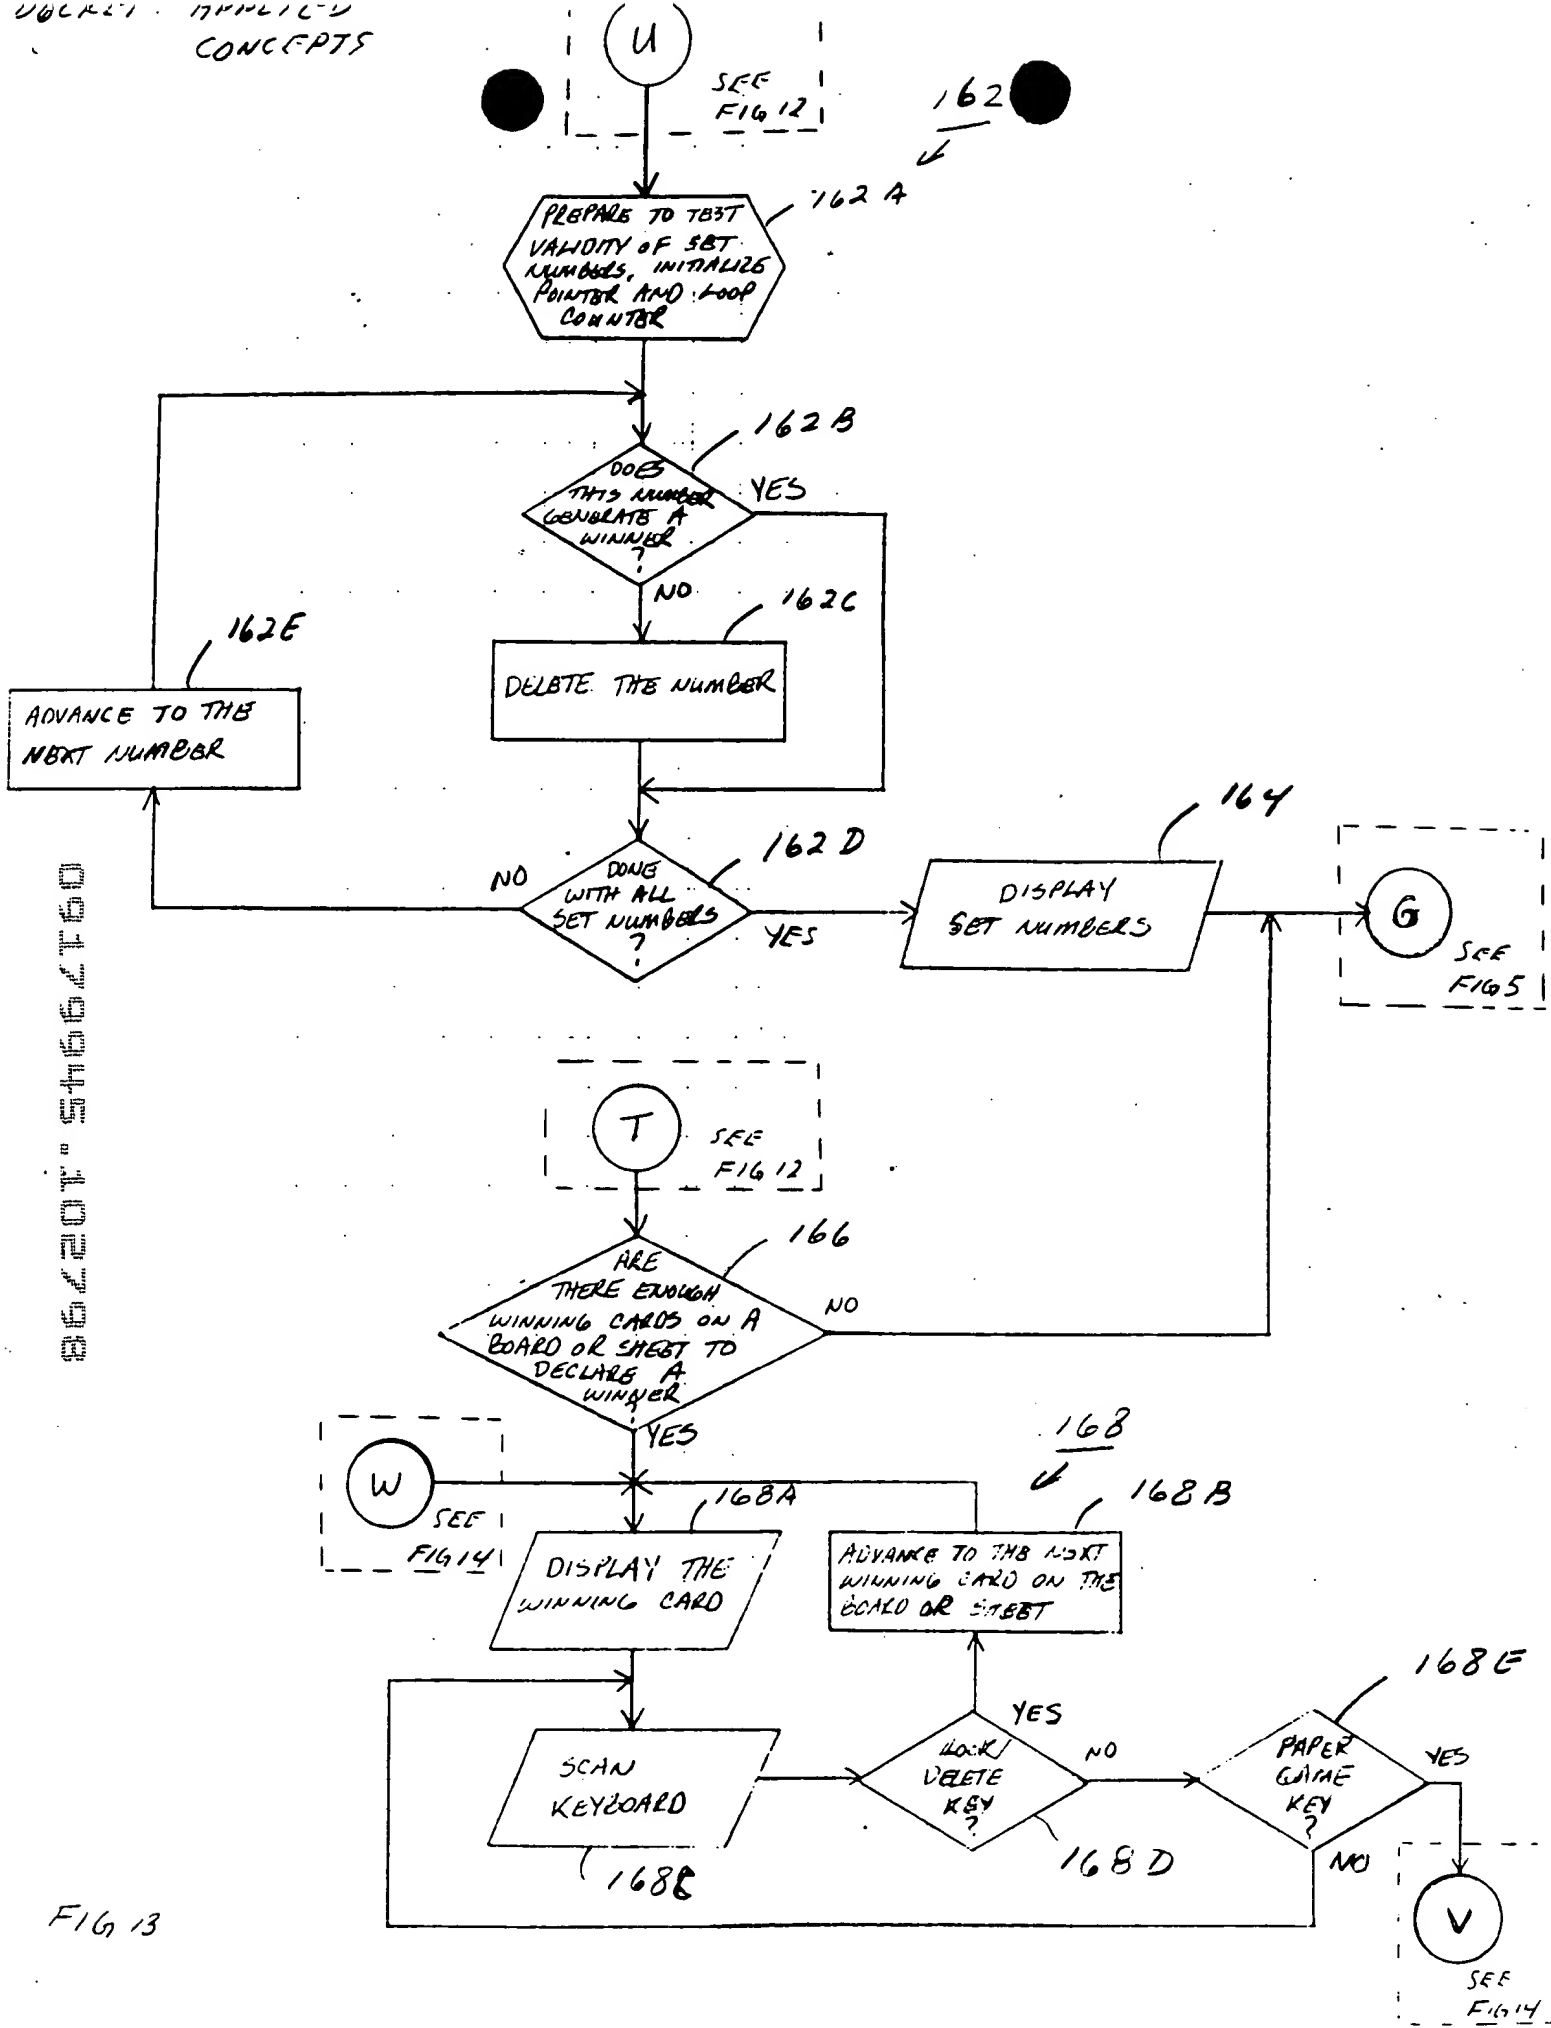 DOCKET: APPLIED
CONCEPTS
U
SEE
FIG 12
162
162 A
PREPARE TO TEST
VALIDITY OF SET
NUMBERS, INITIALIZE
POINTER AND LOOP
COUNTER
162 B
DOES
THIS NUMBER
GENERATE A
WINNER
?
YES
NO
162C
162E
DELETE THE NUMBER
ADVANCE TO THE
NEXT NUMBER
164
162 D
NO
DONE
WITH ALL
SET NUMBERS
?
YES
DISPLAY
SET NUMBERS
G
SEE
FIG 5
09179945.102798
T
SEE
FIG 12
166
ARE
THERE ENOUGH
WINNING CARDS ON A
BOARD OR SHEET TO
DECLARE A
WINNER
?
NO
YES
168
W
SEE
FIG 14
168A
168B
DISPLAY THE
WINNING CARD
ADVANCE TO THE NEXT
WINNING CARD ON THE
BOARD OR SHEET
168E
YES
SCAN
KEYBOARD
DELETE
KEY
?
NO
PAPER
GAME
KEY
?
YES
168C
168 D
NO
V
SEE
FIG 14
FIG 13